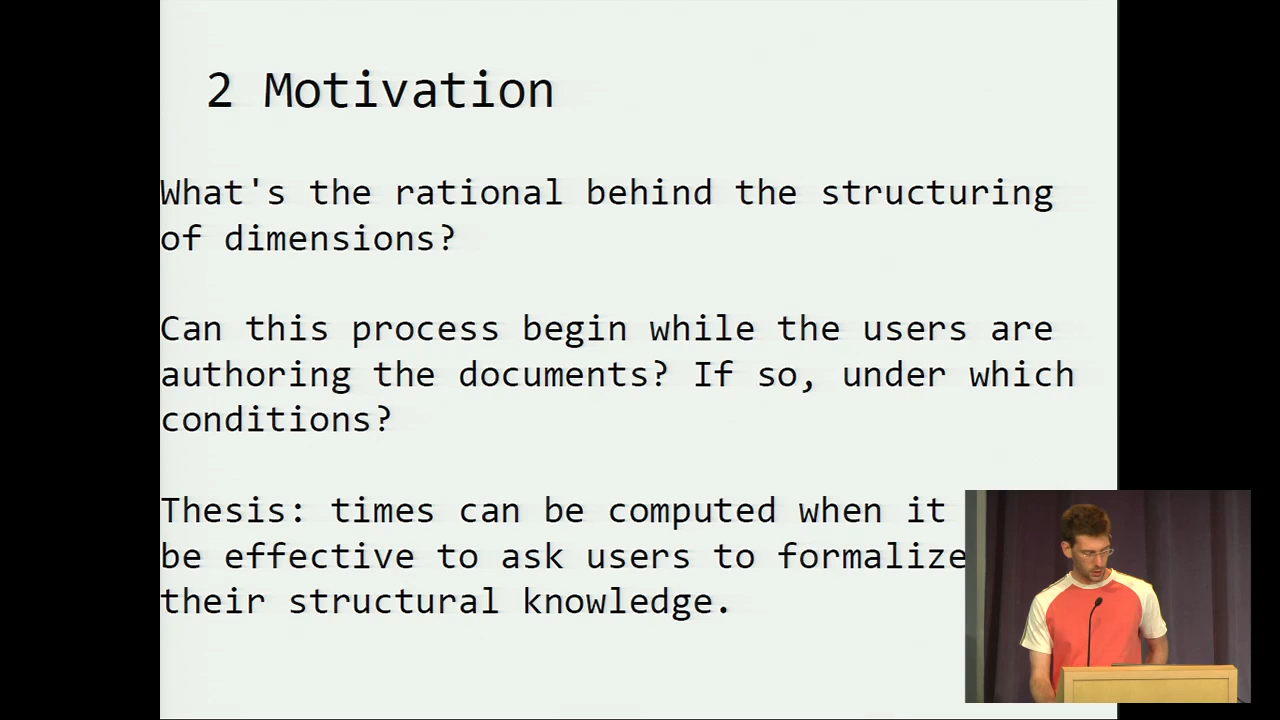 2 Motivation
What's the rational behind the structuring
of dimensions?
Can this process begin while the users are
authoring the documents? If so, under which
conditions?
Thesis: times can be computed when it
be effective to ask users to formalize
their structural knowledge.